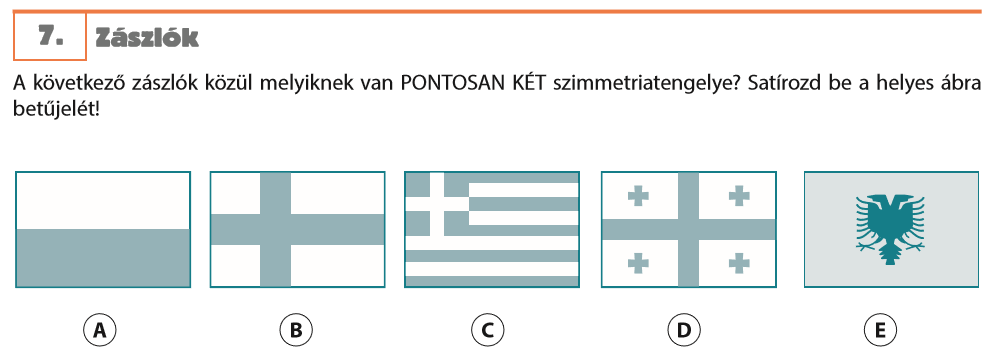 7. Zászlók
A következő zászlók közül melyiknek van PONTOSAN KÉT szimmetriatengelye? Satírozd be a helyes ábra
betűjelét!
A B C D E